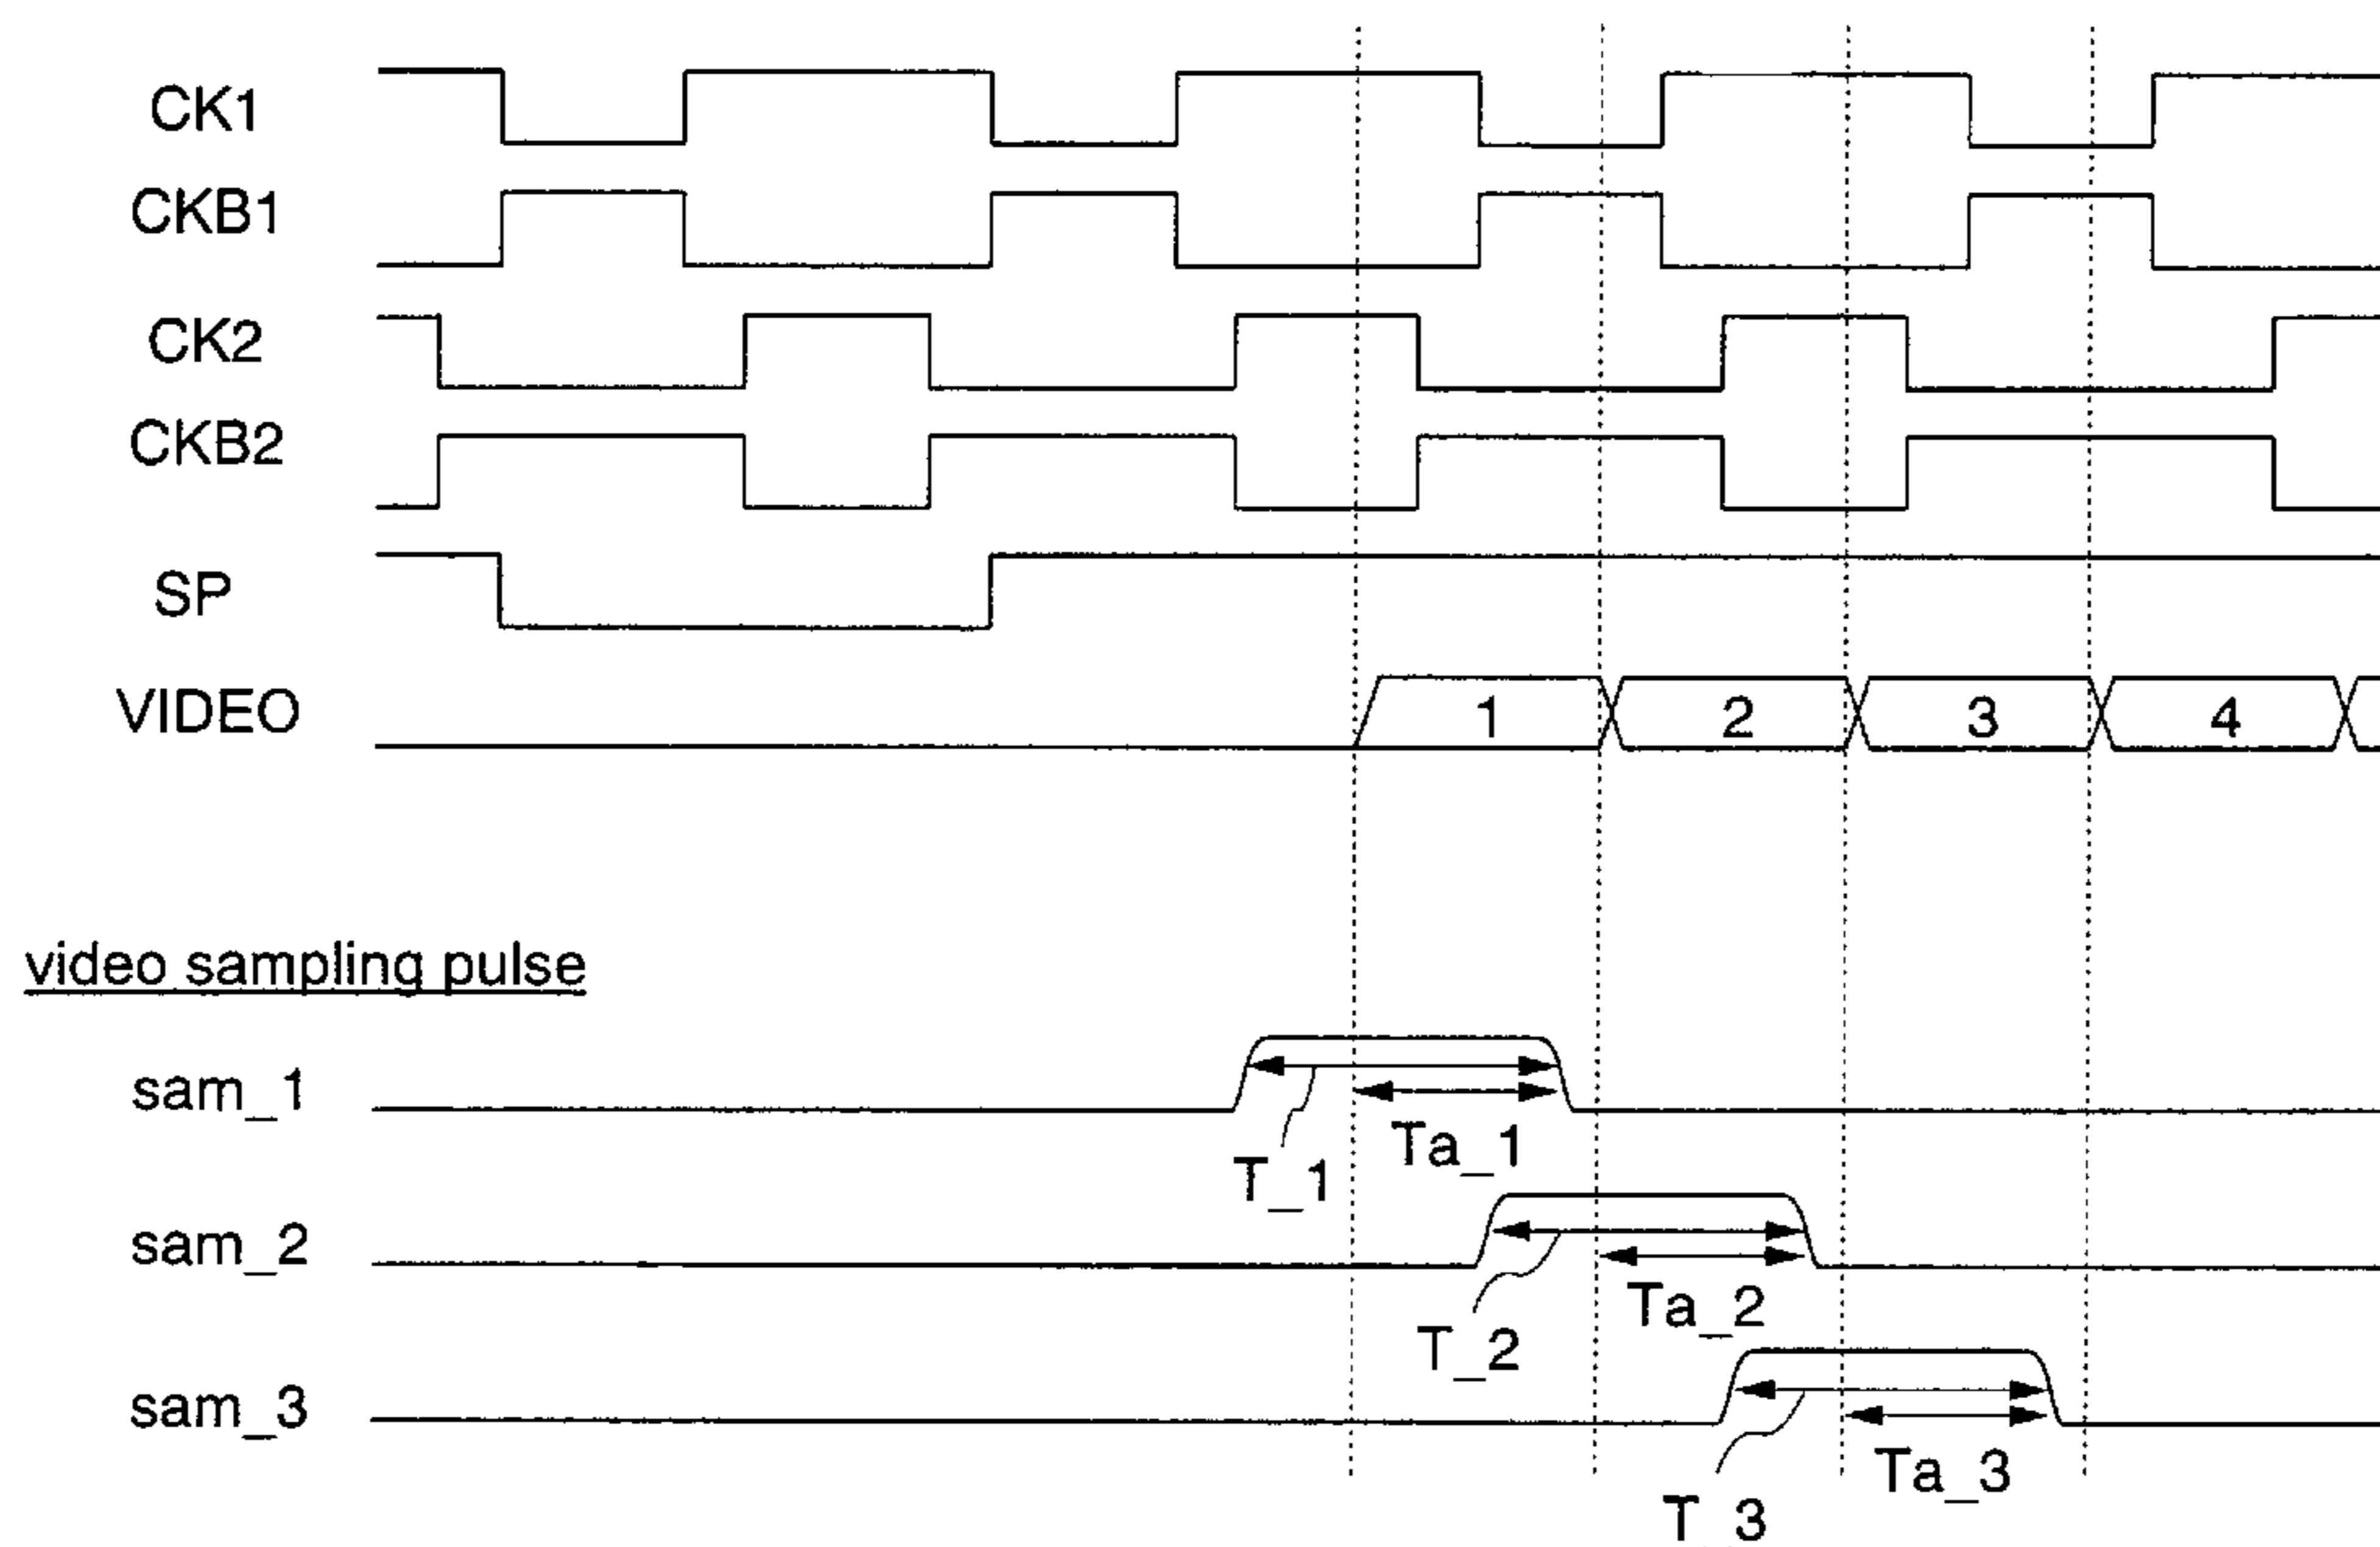 CK1
CKB1
CK2
CKB2
SP
VIDEO 1 2 3 4
video sampling pulse
sam_1
T_1 Ta_1
sam_2
T_2 Ta_2
sam_3
T_3 Ta_3